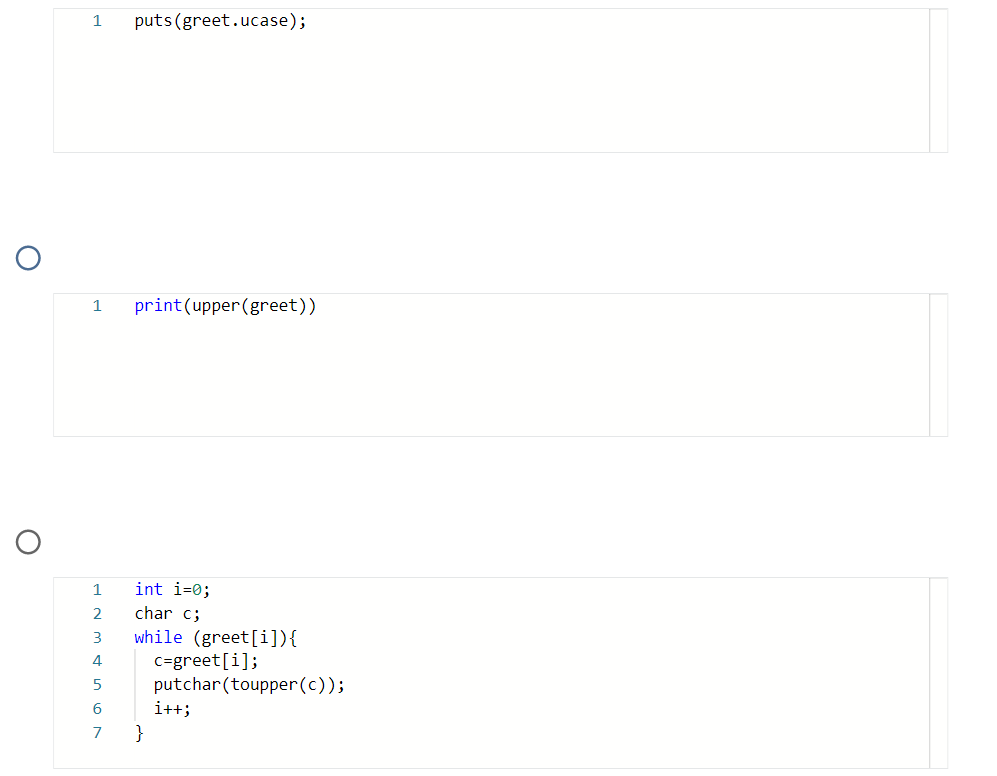 1 puts(greet.ucase);
1 print(upper(greet))
1 int i=0;
2 char c;
3 while (greet[i]){
4 c=greet[i];
5 putchar(toupper(c));
6 i++;
7 }